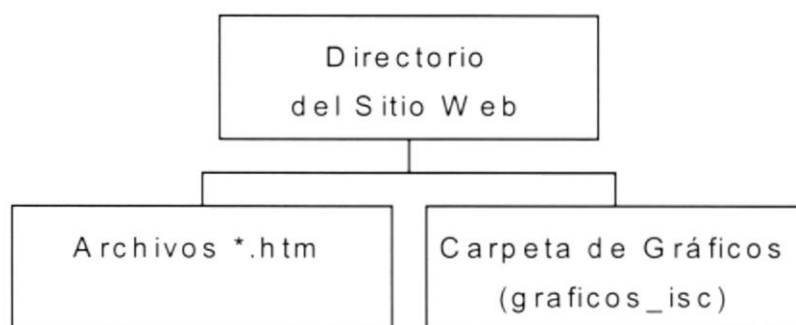 Directorio
del Sitio Web
Archivos *.htm
Carpeta de Gráficos
(graficos_isc)